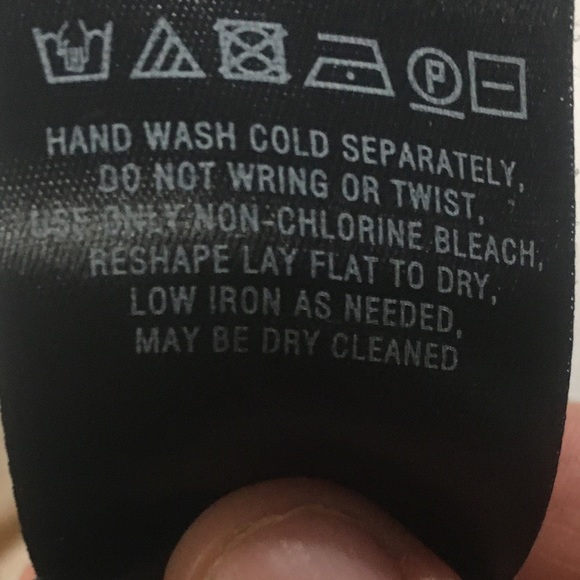 P
HAND WASH COLD SEPARATELY,
DO NOT WRING OR TWIST,
USE ONLY NON-CHLORINE BLEACH,
RESHAPE LAY FLAT TO DRY,
LOW IRON AS NEEDED,
MAY BE DRY CLEANED